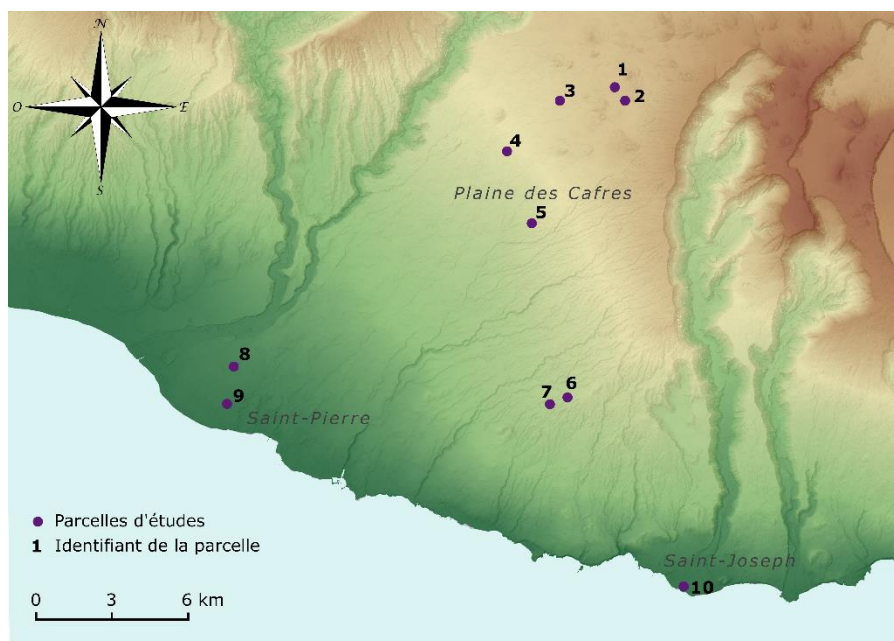 N
O
E
S
1
2
3
4
Plaine des Cafres
5
8
7
6
9
Saint-Pierre
Parcelles d'études
1 Identifiant de la parcelle
Saint-Joseph
10
0 3 6 km